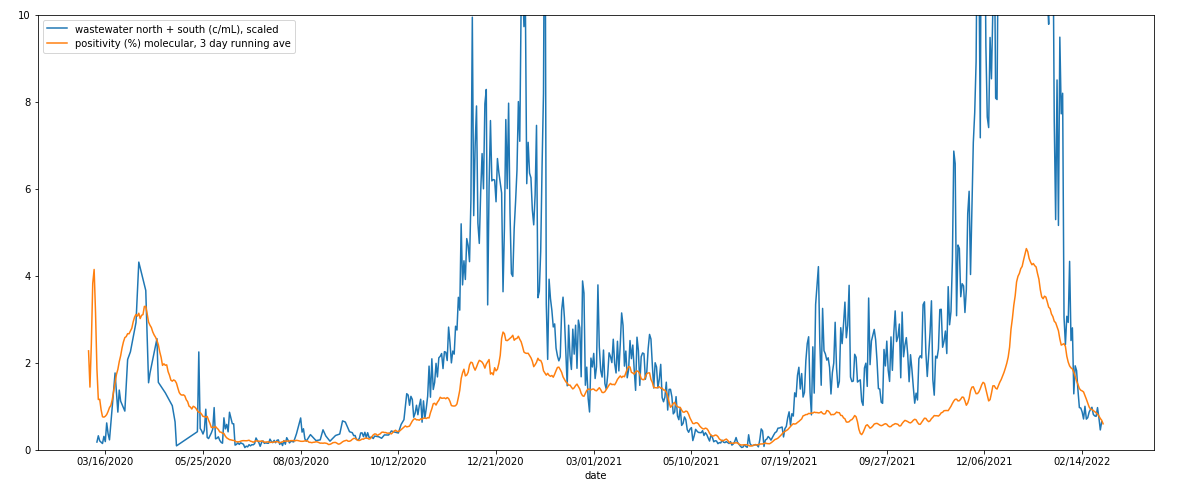 10
wastewater north + south (c/mL), scaled
positivity (%) molecular, 3 day running ave
8
6
4
2
0
03/16/2020 05/25/2020 08/03/2020 10/12/2020 12/21/2020 03/01/2021 05/10/2021 07/19/2021 09/27/2021 12/06/2021 02/14/2022
date